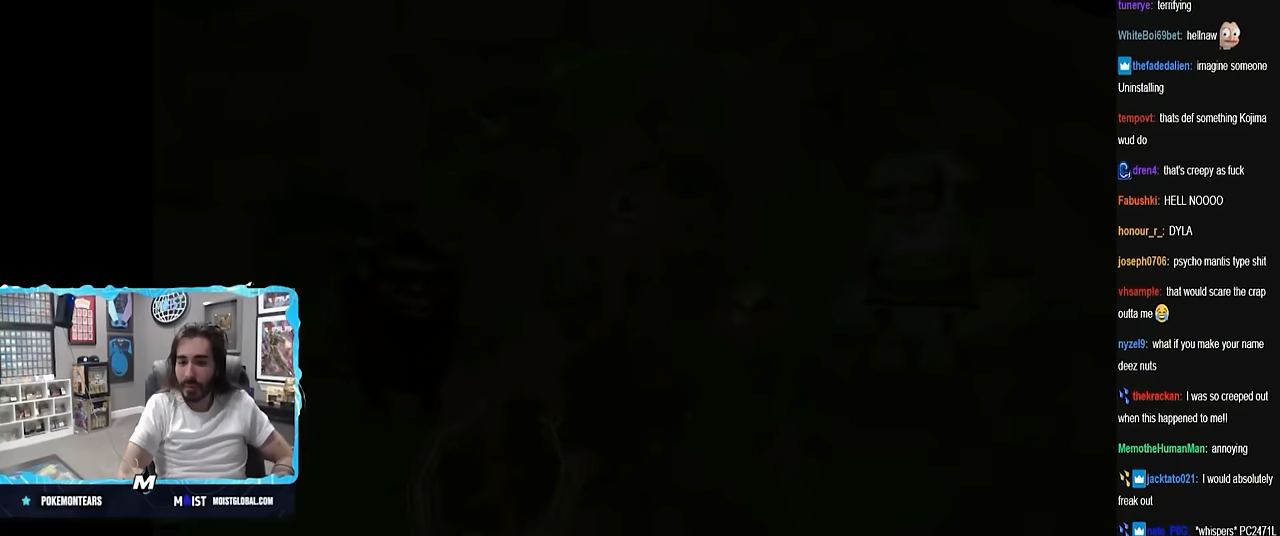 tunerye: terrifying
WhiteBoi69bet: hellnaw
thefadedalien: imagine someone
Uninstalling
tempovt: thats def something Kojima
wud do
dren4: that's creepy as fuck
Fabushki: HELL NOOOO
honour_r_: DYLA
joseph0706: psycho mantis type shit
vhsample: that would scare the crap
outta me 😂
nyzel9: what if you make your name
deez nuts
thekrackan: I was so creeped out
when this happened to me!!
MemotheHumanMan: annoying
jacktato021: I would absolutely
freak out
*whispers* PC2471L
M
POKEMONTEARS
MOIST MOISTGLOBAL.COM